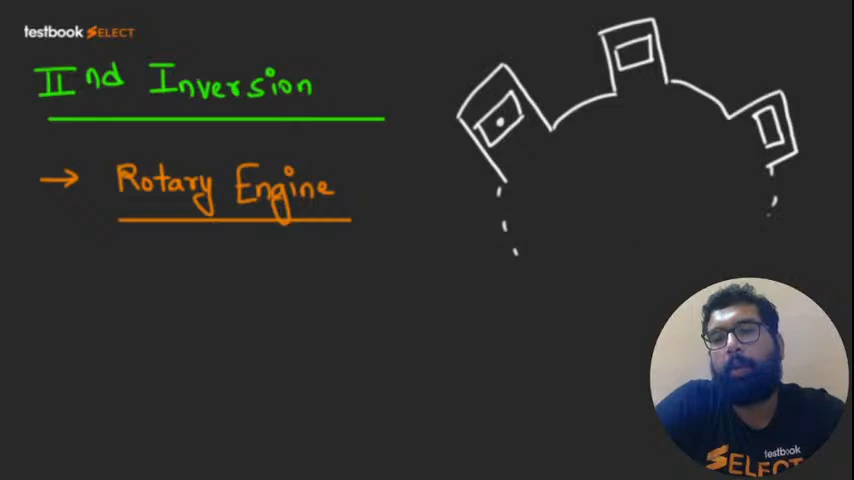 testbook SELECT
IInd Inversion
→ Rotary Engine
testbook
SELECT